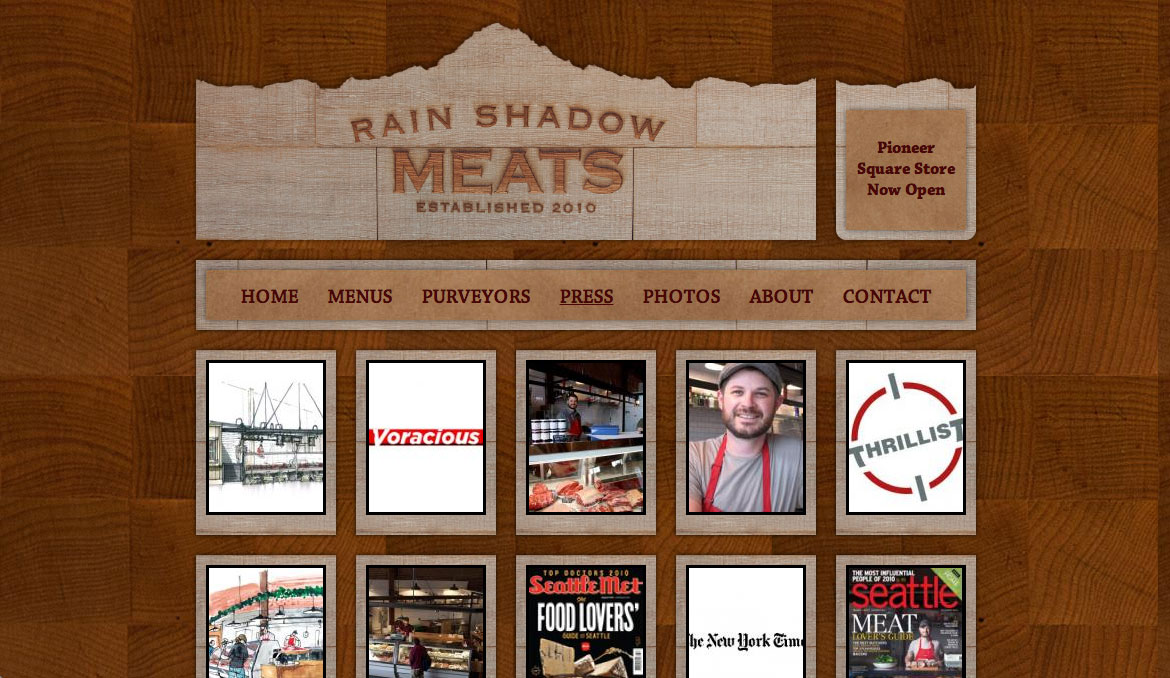 RAIN SHADOW
MEATS
ESTABLISHED 2010
Pioneer
Square Store
Now Open
HOME MENUS PURVEYORS PRESS PHOTOS ABOUT CONTACT
Voracious
THRILLIST
TOP DOCTORS 2010
SeattleMet
The
FOOD LOVERS'
GUIDE TO SEATTLE
he New York Time
THE MOST INFLUENTIAL
PEOPLE OF 2010
seattle
MEAT
LOVER'S GUIDE